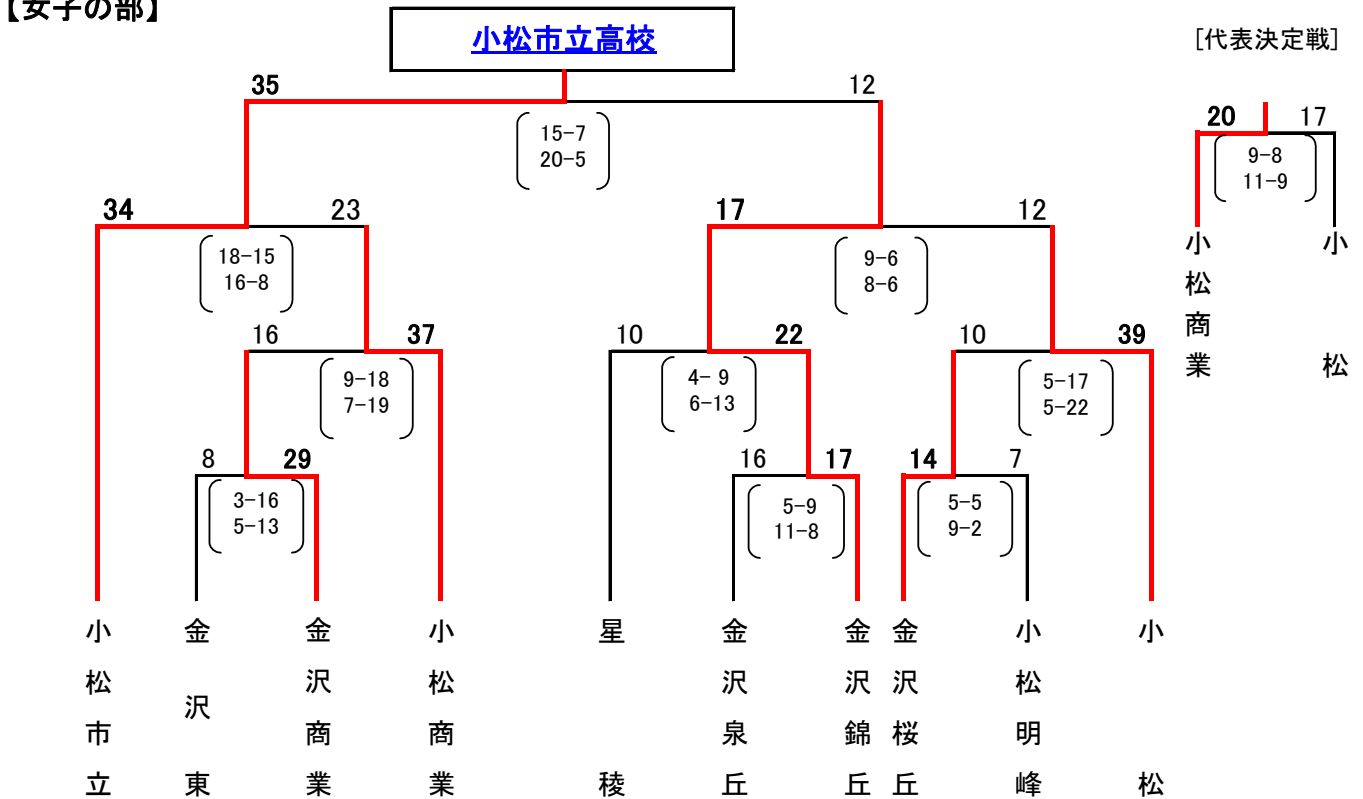 【女子の部】
小松市立高校
[代表決定戦]
35
12
15-7
20-5
20
17
9-8
11-9
小松商業
小松
34
23
18-15
16-8
17
12
9-6
8-6
16
37
9-18
7-19
10
22
4- 9
6-13
10
39
5-17
5-22
8
29
3-16
5-13
16
17
5-9
11-8
14
7
5-5
9-2
小松市立
金沢東
金沢商業
小松商業
星稜
金沢泉丘
金沢錦丘
金沢桜丘
小松明峰
小松